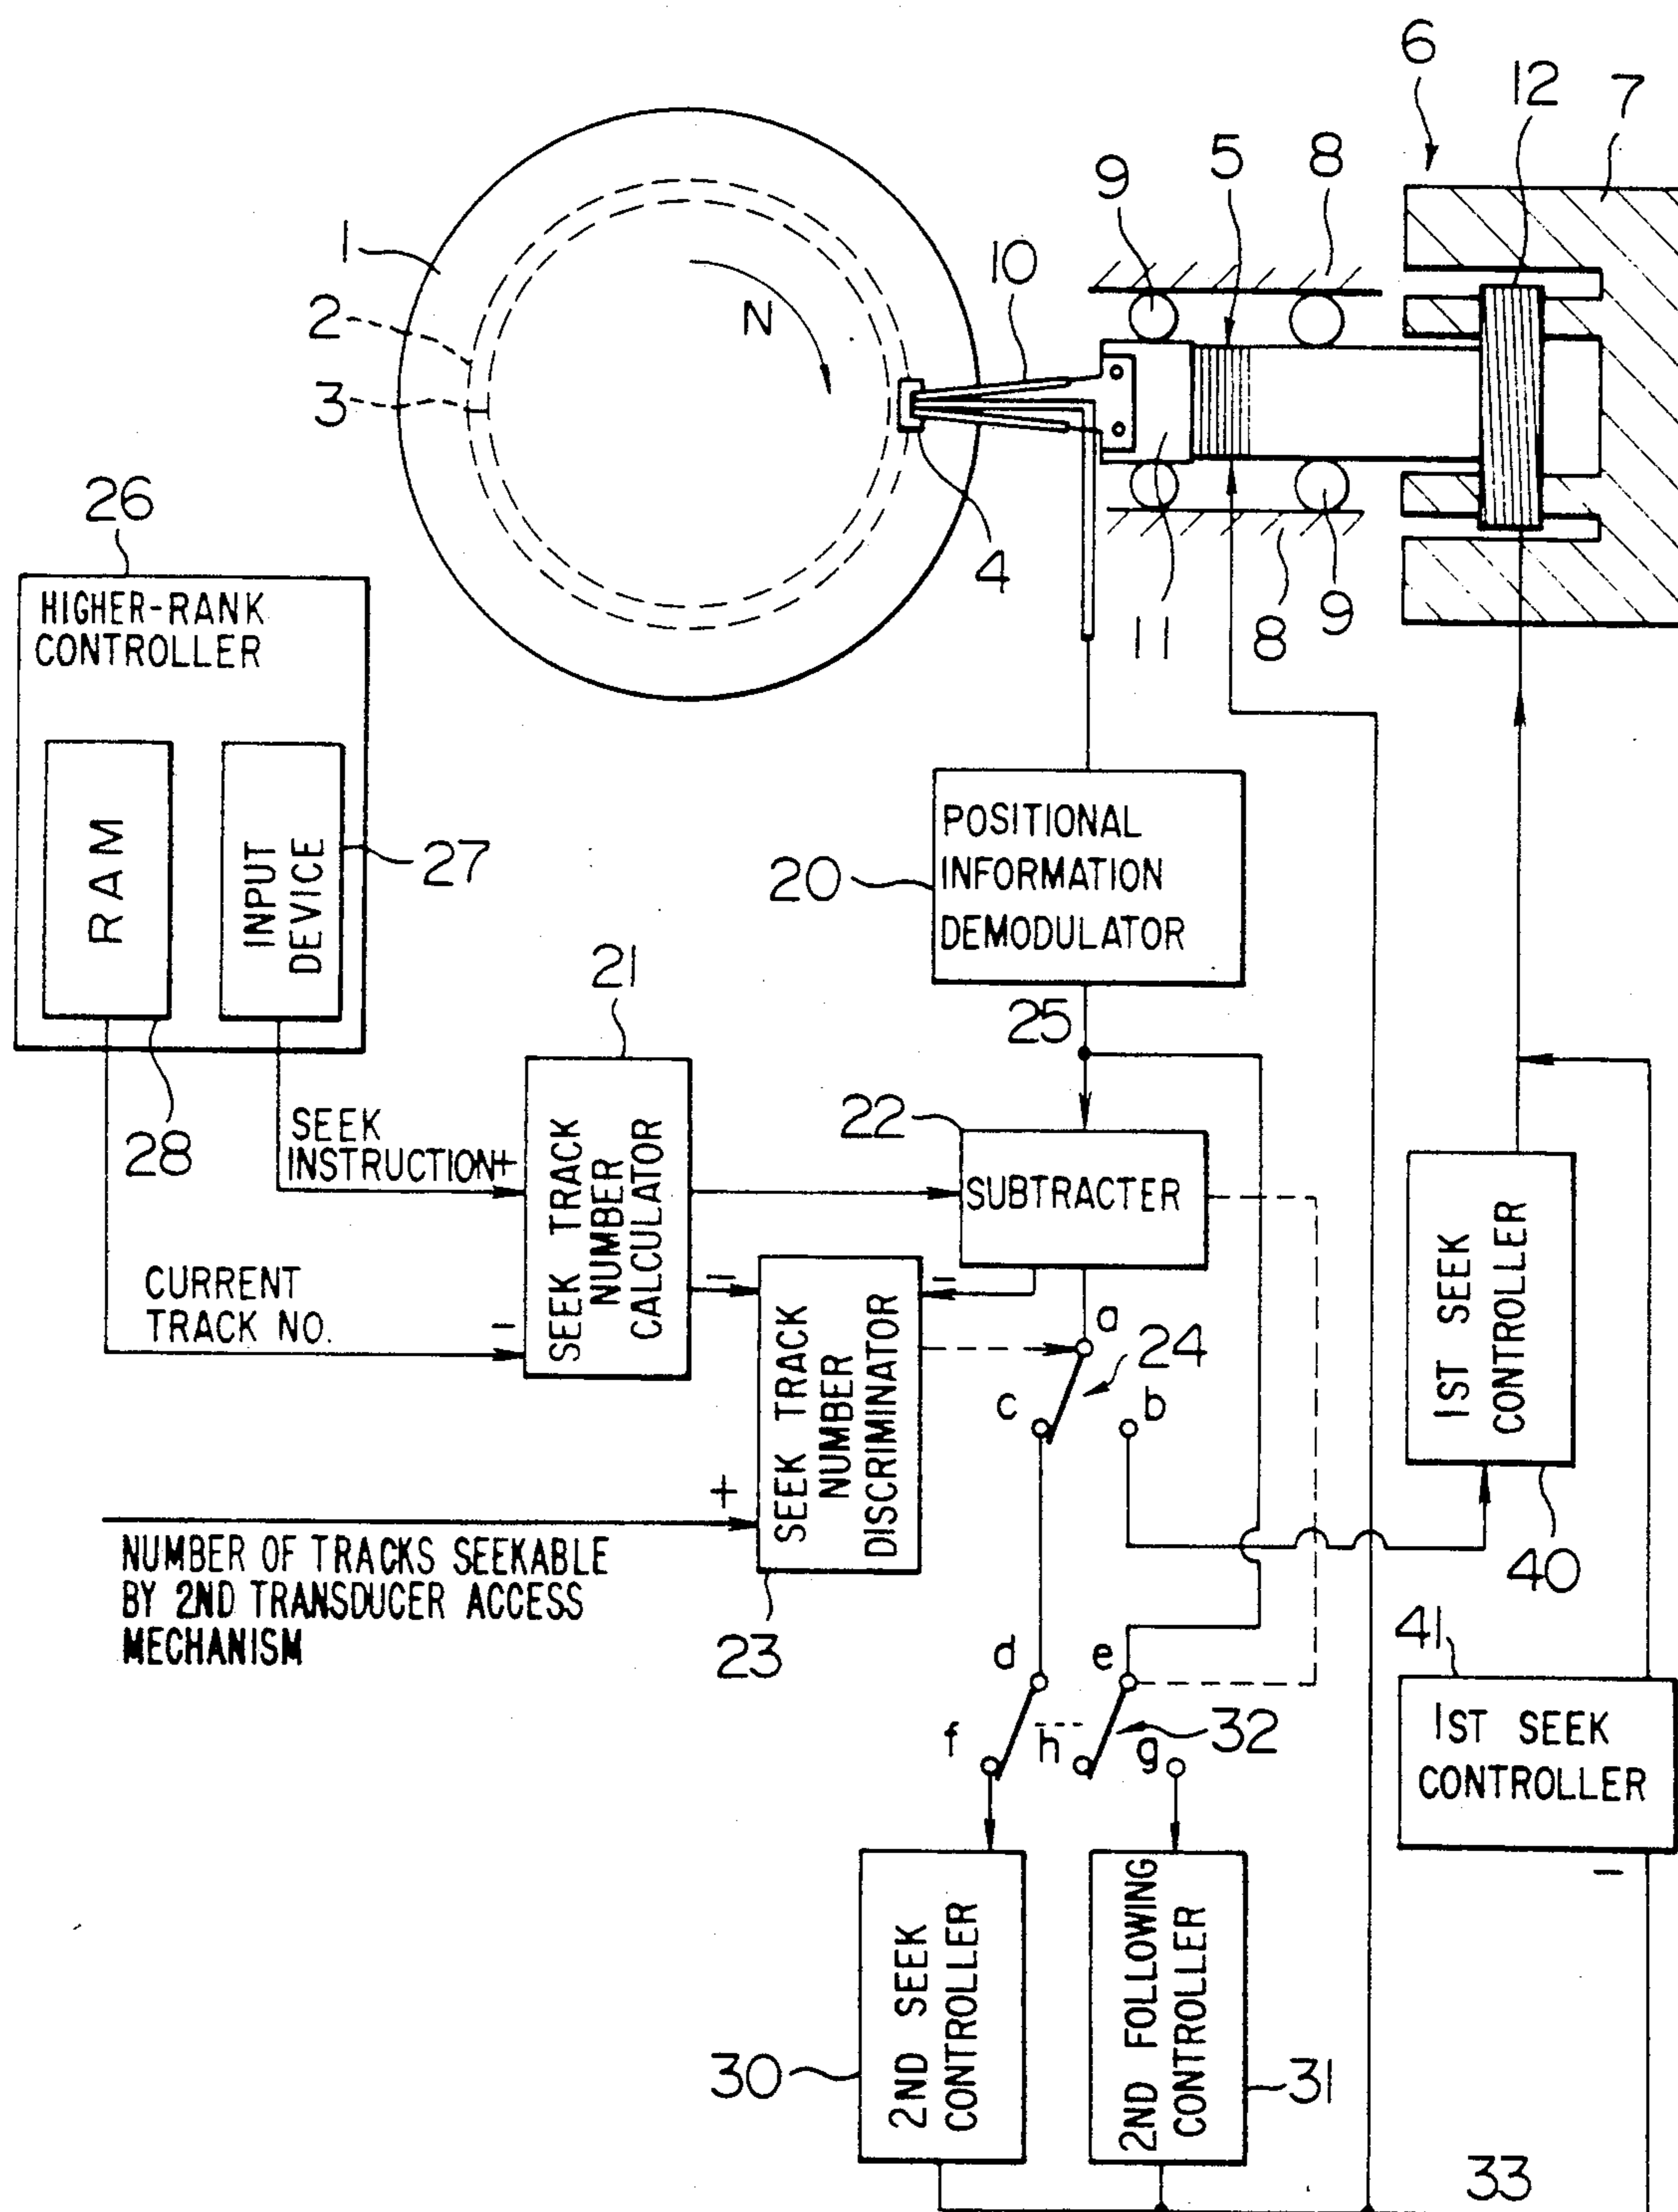 6
12
7
5
8
9
10
1
N
2
3
4
11
8
9
26
HIGHER-RANK
CONTROLLER
RAM
INPUT
DEVICE
27
28
20
POSITIONAL
INFORMATION
DEMODULATOR
25
21
SEEK
INSTRUCTION+
CURRENT
TRACK NO.
-
SEEK TRACK
NUMBER
CALCULATOR
22
SUBTRACTER
-
-
a
24
c
b
SEEK TRACK
NUMBER
DISCRIMINATOR
+
NUMBER OF TRACKS SEEKABLE
BY 2ND TRANSDUCER ACCESS
MECHANISM
23
1ST SEEK
CONTROLLER
40
41
1ST SEEK
CONTROLLER
-
d
e
f
h
g
32
2ND SEEK
CONTROLLER
30
2ND FOLLOWING
CONTROLLER
31
33